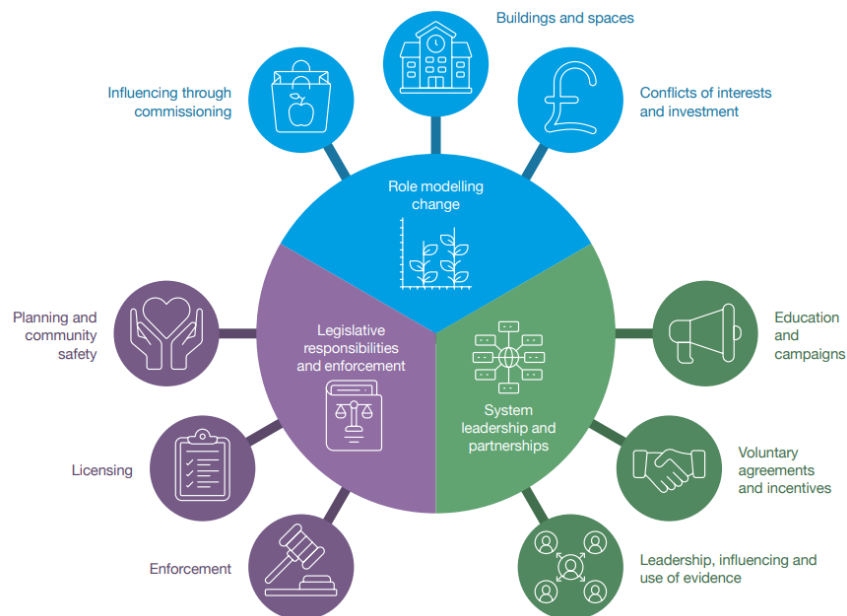 Buildings and spaces
Influencing through
commissioning
Conflicts of interests
and investment
Role modelling
change
Planning and
community
safety
Legislative
responsibilities
and enforcement
Education
and
campaigns
System
leadership and
partnerships
Licensing
Voluntary
agreements
and incentives
Enforcement
Leadership, influencing and
use of evidence